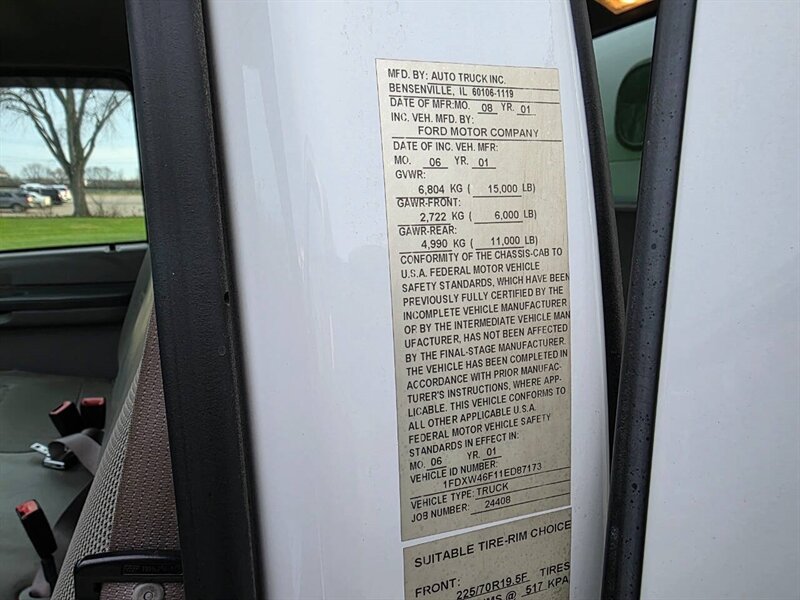 MFD. BY: AUTO TRUCK INC.
BENSENVILLE, IL 60106-1119
DATE OF MFR:MO. 08 YR. 01
INC. VEH. MFD. BY:
FORD MOTOR COMPANY
DATE OF INC. VEH. MFR:
MO. 06 YR. 01
GVWR:
6,804 KG ( 15,000 LB)
GAWR-FRONT:
2,722 KG ( 6,000 LB)
GAWR-REAR:
4,990 KG ( 11,000 LB)
CONFORMITY OF THE CHASSIS-CAB TO
U.S.A. FEDERAL MOTOR VEHICLE
SAFETY STANDARDS, WHICH HAVE BEEN
PREVIOUSLY FULLY CERTIFIED BY THE
INCOMPLETE VEHICLE MANUFACTURER
OR BY THE INTERMEDIATE VEHICLE MAN
UFACTURER, HAS NOT BEEN AFFECTED
BY THE FINAL-STAGE MANUFACTURER.
THE VEHICLE HAS BEEN COMPLETED IN
ACCORDANCE WITH PRIOR MANUFAC-
TURER'S INSTRUCTIONS, WHERE APP-
LICABLE. THIS VEHICLE CONFORMS TO
ALL OTHER APPLICABLE U.S.A.
FEDERAL MOTOR VEHICLE SAFETY
STANDARDS IN EFFECT IN:
MO. 06 YR. 01
VEHICLE ID NUMBER:
1FDXW46F11ED87173
VEHICLE TYPE: TRUCK
JOB NUMBER: 24408
SUITABLE TIRE-RIM CHOICE
FRONT: 225/70R19.5F TIRES
@ 517 KPA